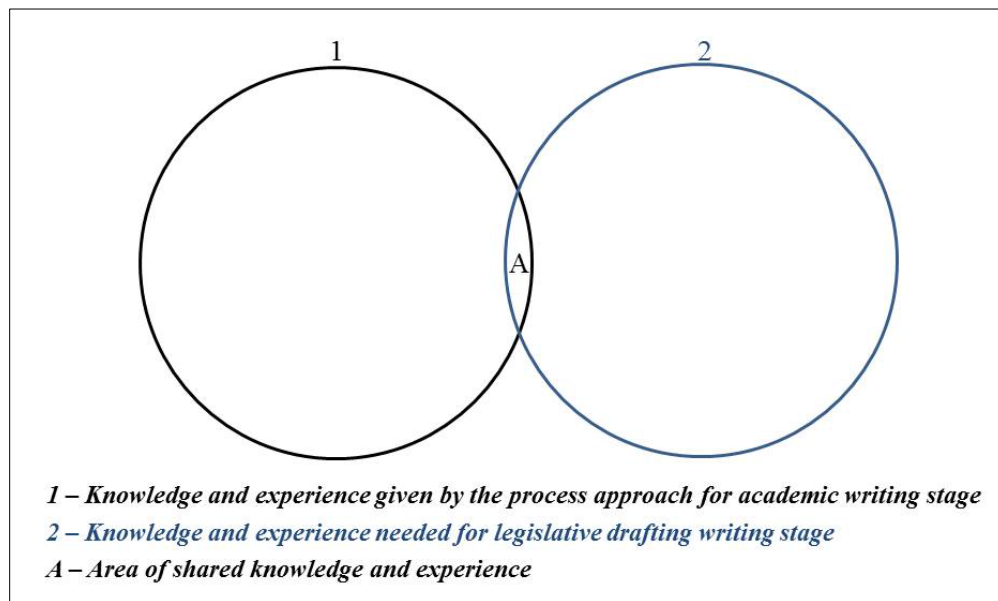 1
2
A
1 – Knowledge and experience given by the process approach for academic writing stage
2 – Knowledge and experience needed for legislative drafting writing stage
A – Area of shared knowledge and experience